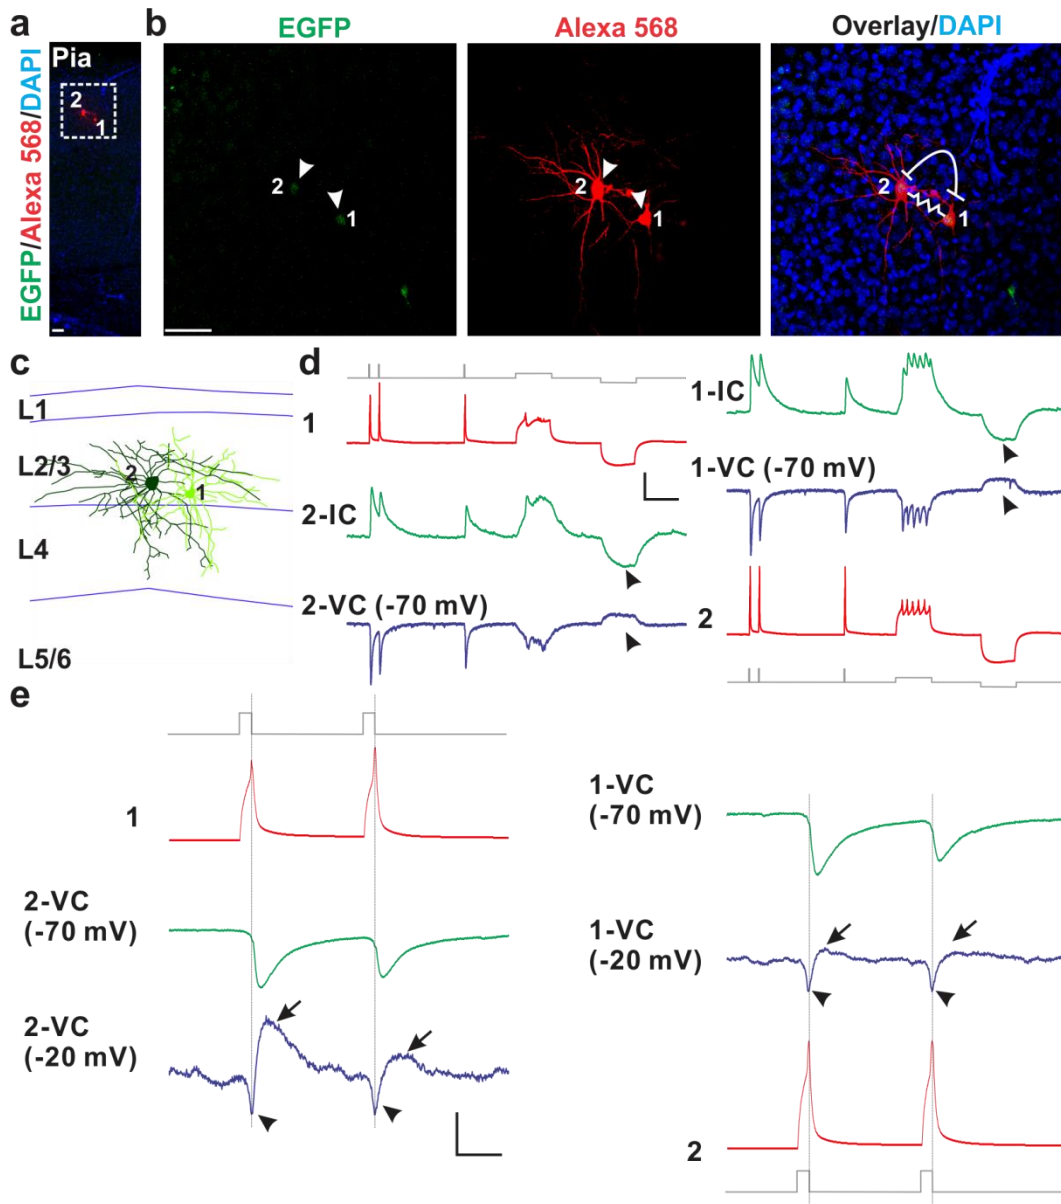 a
b
EGFP
Alexa 568
Overlay/DAPI
EGFP/Alexa 568/DAPI
Pia
2
1
2
1
2
1
2
1
c
L1
L2/3
L4
L5/6
2
1
d
1
2-IC
2-VC (-70 mV)
1-IC
1-VC (-70 mV)
2
e
1
2-VC
(-70 mV)
2-VC
(-20 mV)
1-VC
(-70 mV)
1-VC
(-20 mV)
2